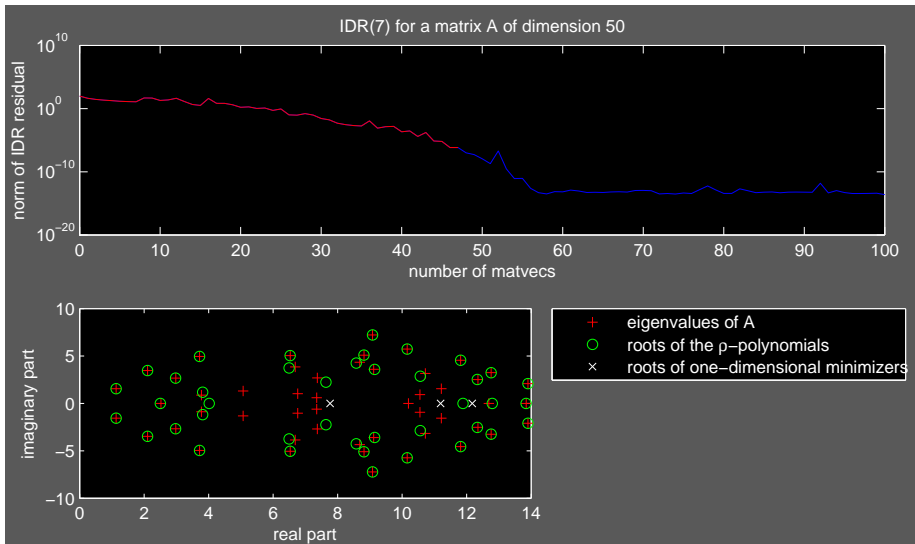 IDR(7) for a matrix A of dimension 50
norm of IDR residual
10^10
10^0
10^−10
10^−20
0 10 20 30 40 50 60 70 80 90 100
number of matvecs
imaginary part
10
5
0
−5
−10
0 2 4 6 8 10 12 14
real part
eigenvalues of A
roots of the ρ−polynomials
roots of one−dimensional minimizers